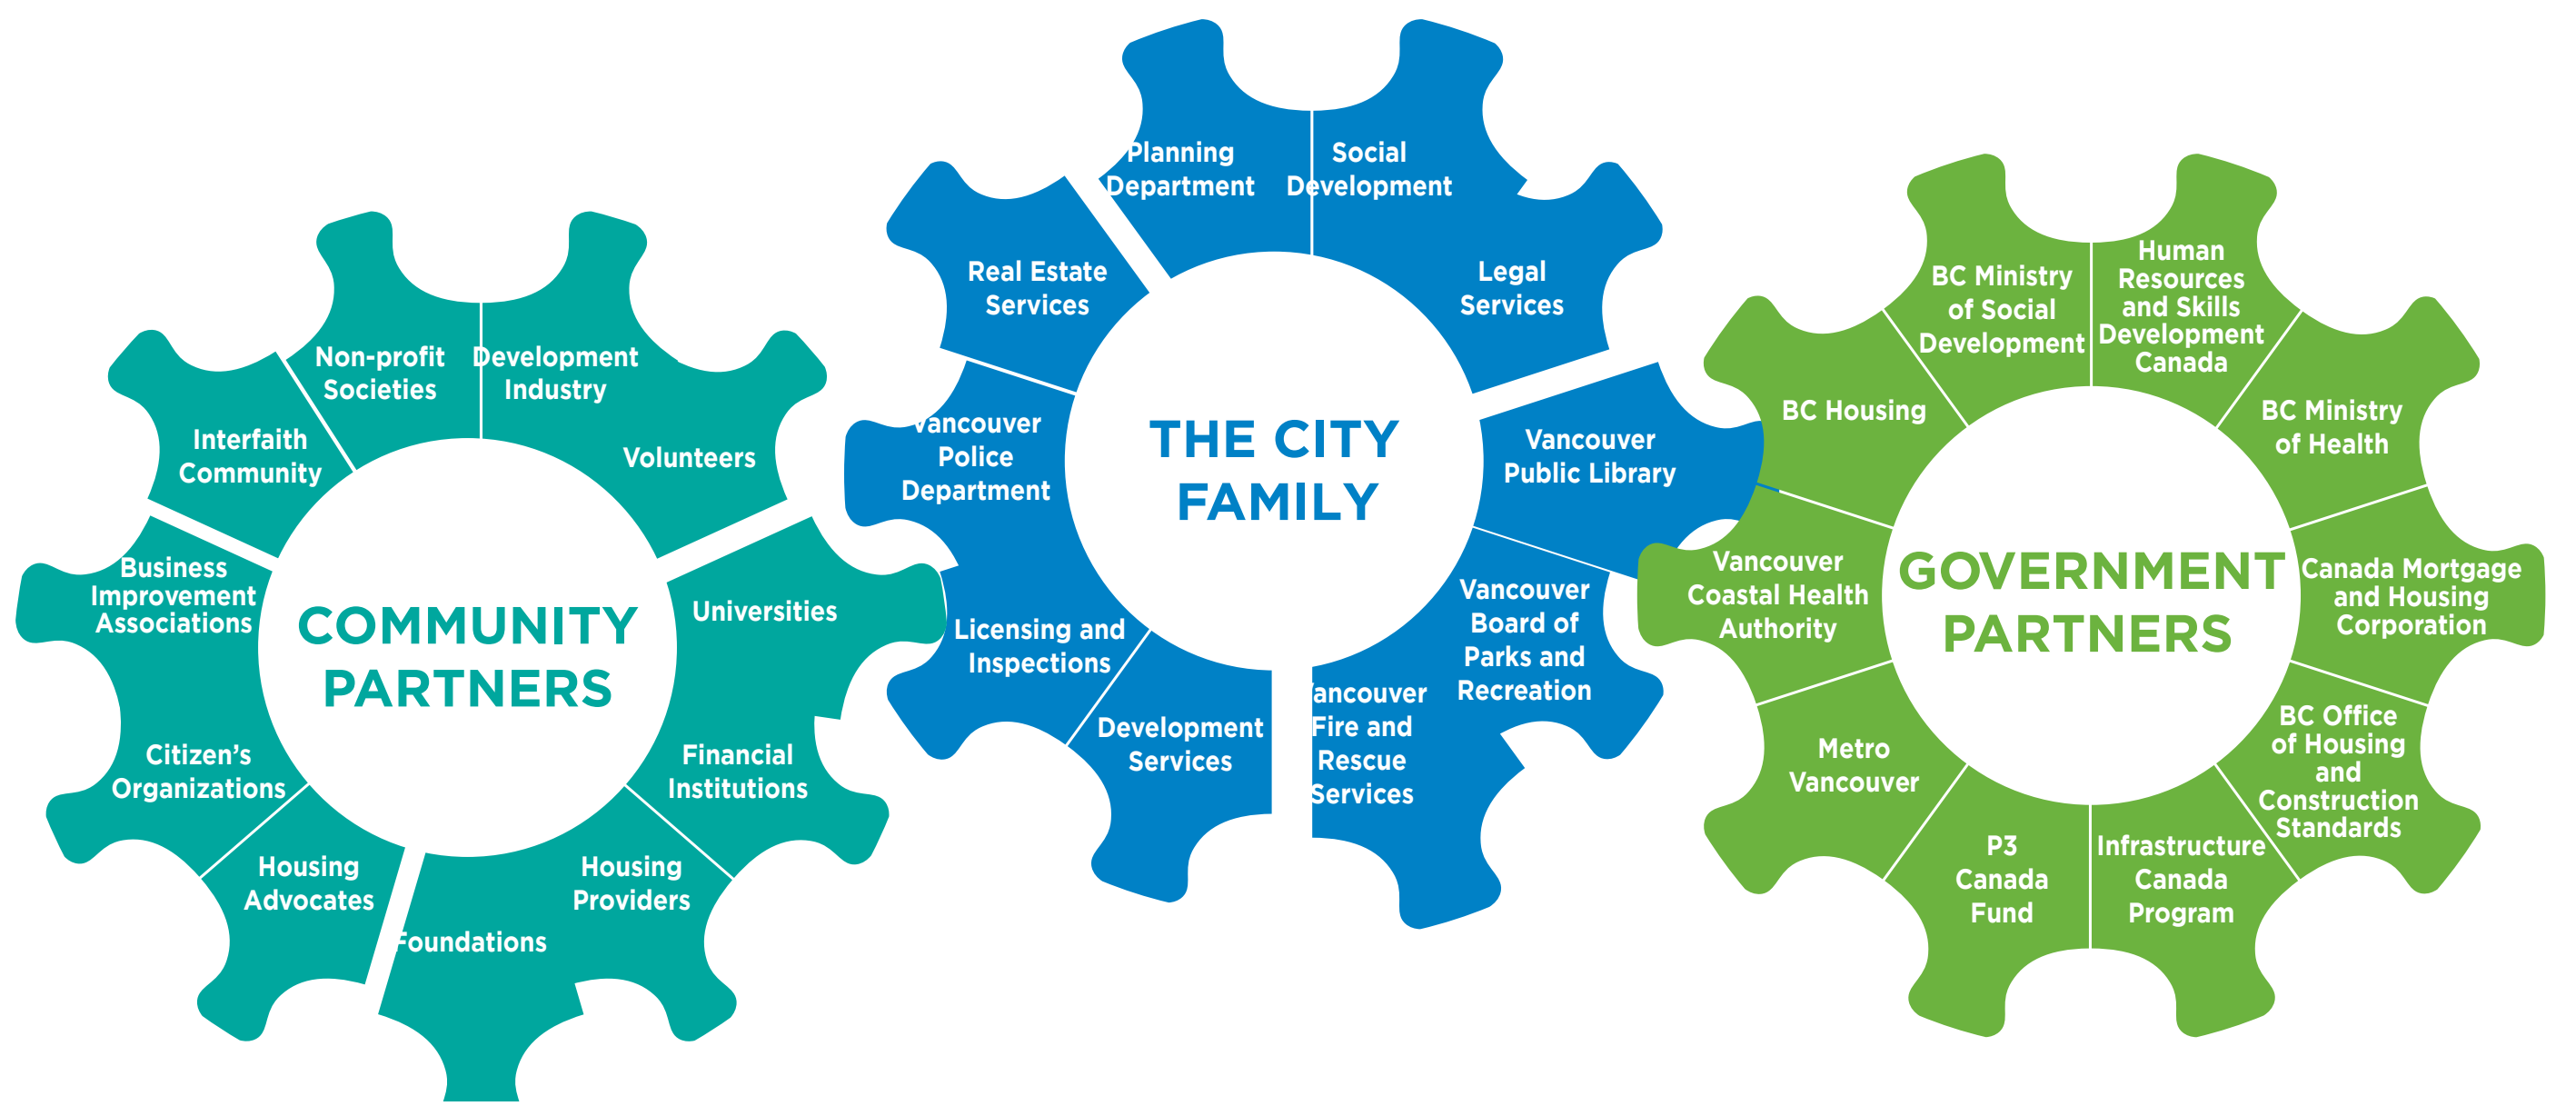 COMMUNITY
PARTNERS
Non-profit
Societies
Development
Industry
Volunteers
Universities
Financial
Institutions
Housing
Providers
Foundations
Housing
Advocates
Citizen’s
Organizations
Business
Improvement
Associations
Interfaith
Community
THE CITY
FAMILY
Planning
Department
Social
Development
Legal
Services
Vancouver
Public Library
Vancouver
Board of
Parks and
Recreation
Vancouver
Fire and
Rescue
Services
Development
Services
Licensing and
Inspections
Vancouver
Police
Department
Real Estate
Services
GOVERNMENT
PARTNERS
BC Ministry
of Social
Development
Human
Resources
and Skills
Development
Canada
BC Ministry
of Health
Canada Mortgage
and Housing
Corporation
BC Office
of Housing
and
Construction
Standards
Infrastructure
Canada
Program
P3
Canada
Fund
Metro
Vancouver
Vancouver
Coastal Health
Authority
BC Housing